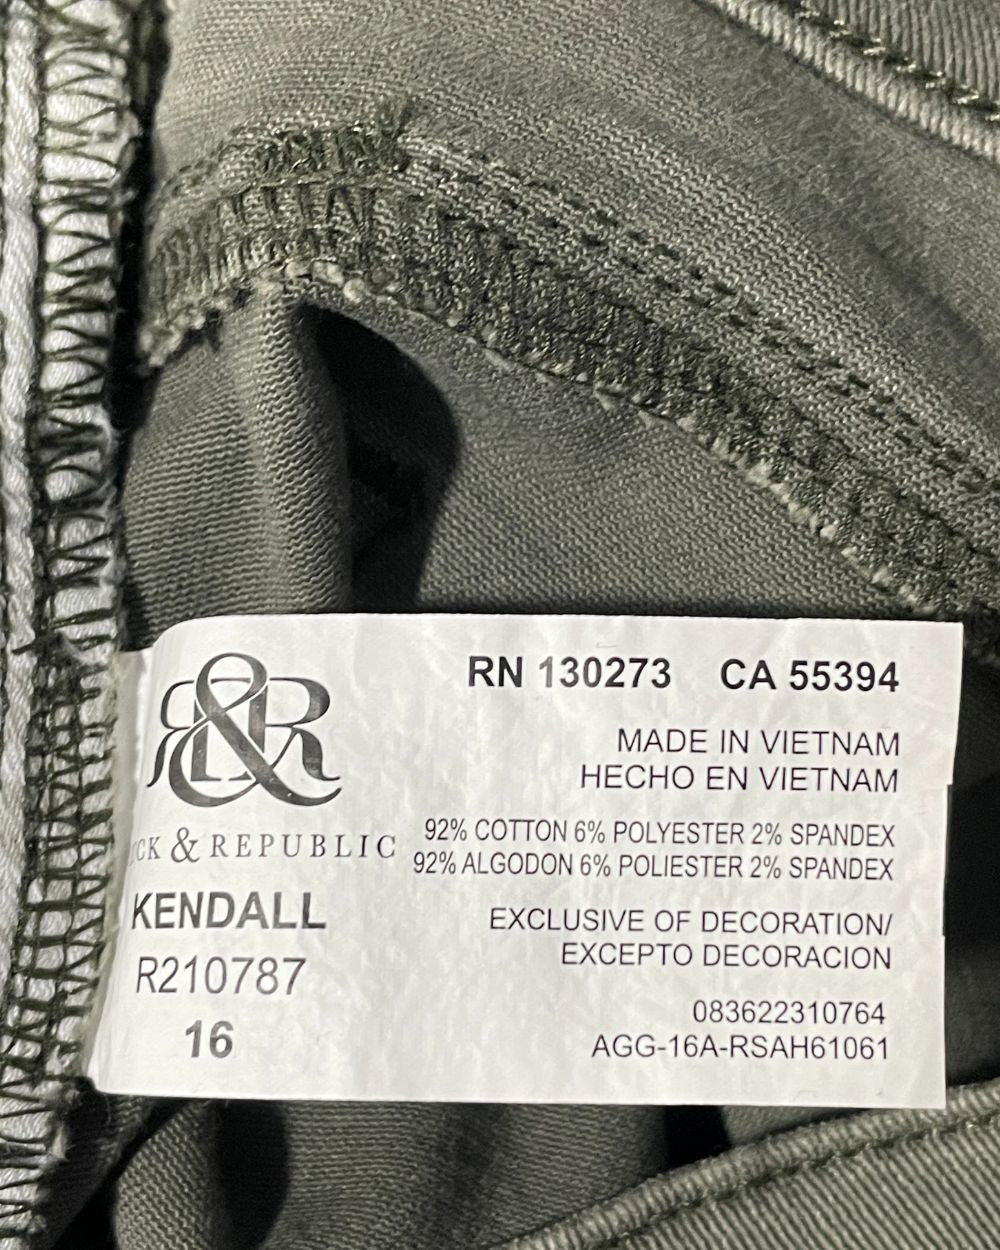 R&R
CK & REPUBLIC
KENDALL
R210787
16
RN 130273 CA 55394
MADE IN VIETNAM
HECHO EN VIETNAM
92% COTTON 6% POLYESTER 2% SPANDEX
92% ALGODON 6% POLIESTER 2% SPANDEX
EXCLUSIVE OF DECORATION/
EXCEPTO DECORACION
083622310764
AGG-16A-RSAH61061